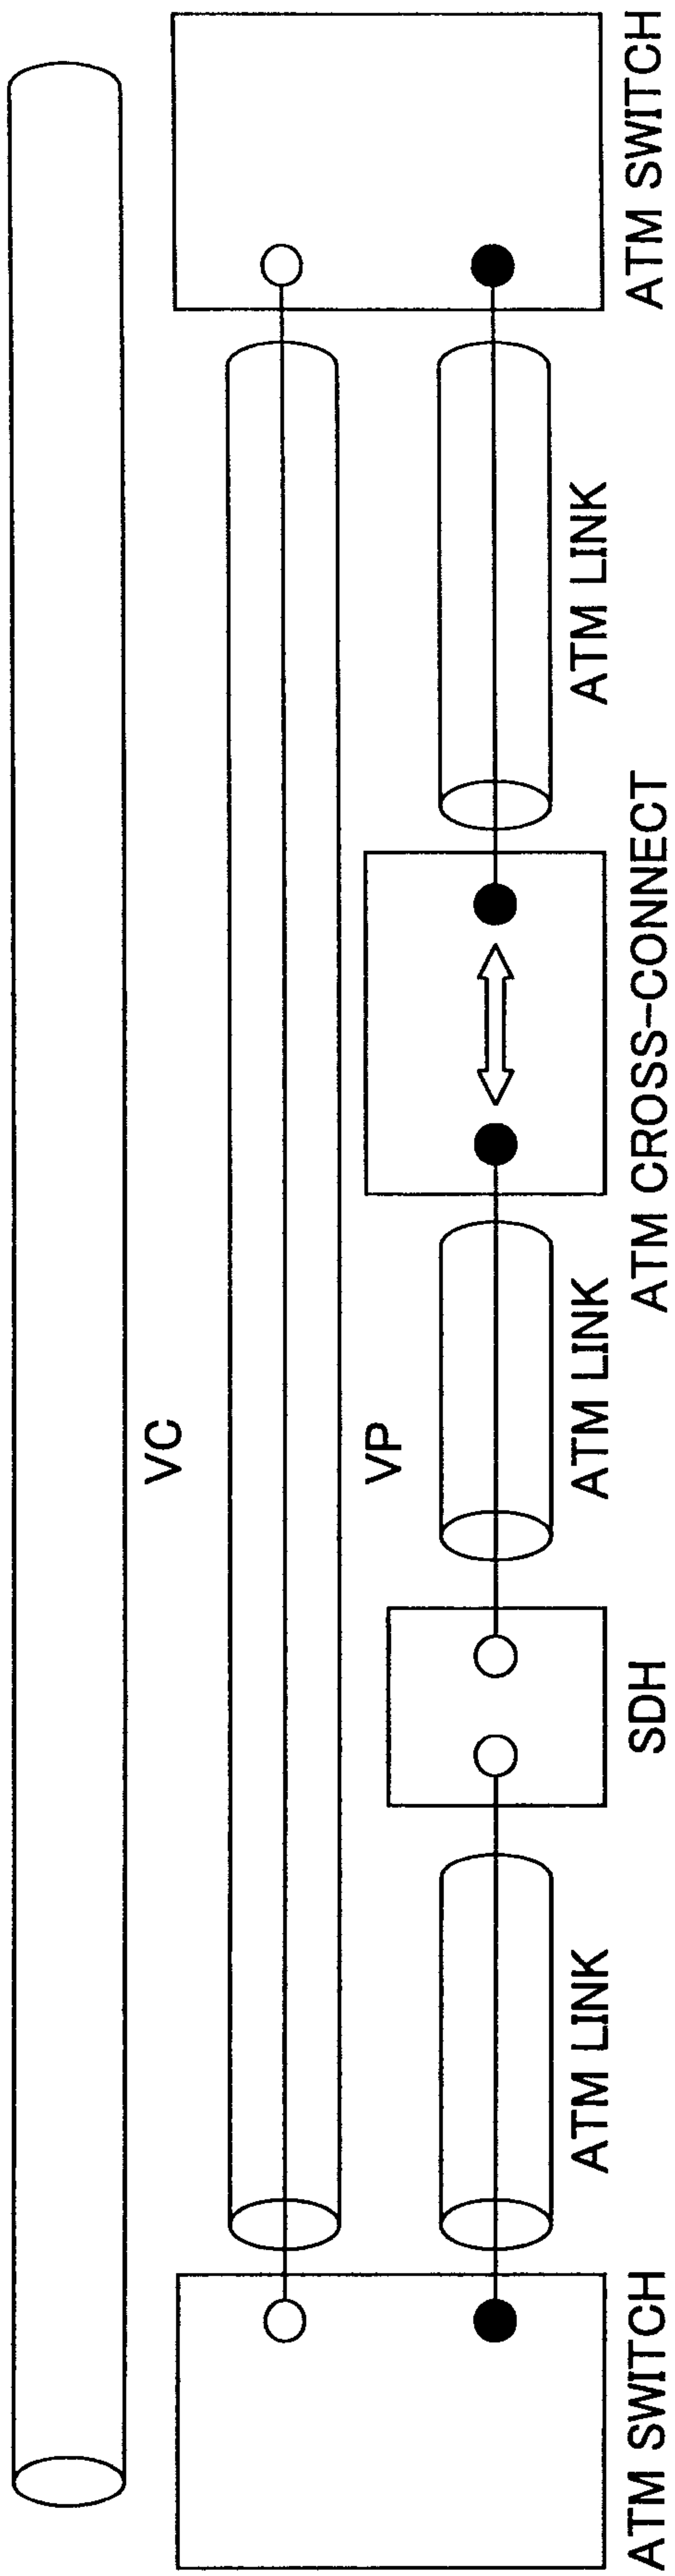 VC
VP
ATM LINK
ATM LINK
ATM LINK
ATM SWITCH
SDH
ATM CROSS-CONNECT
ATM SWITCH